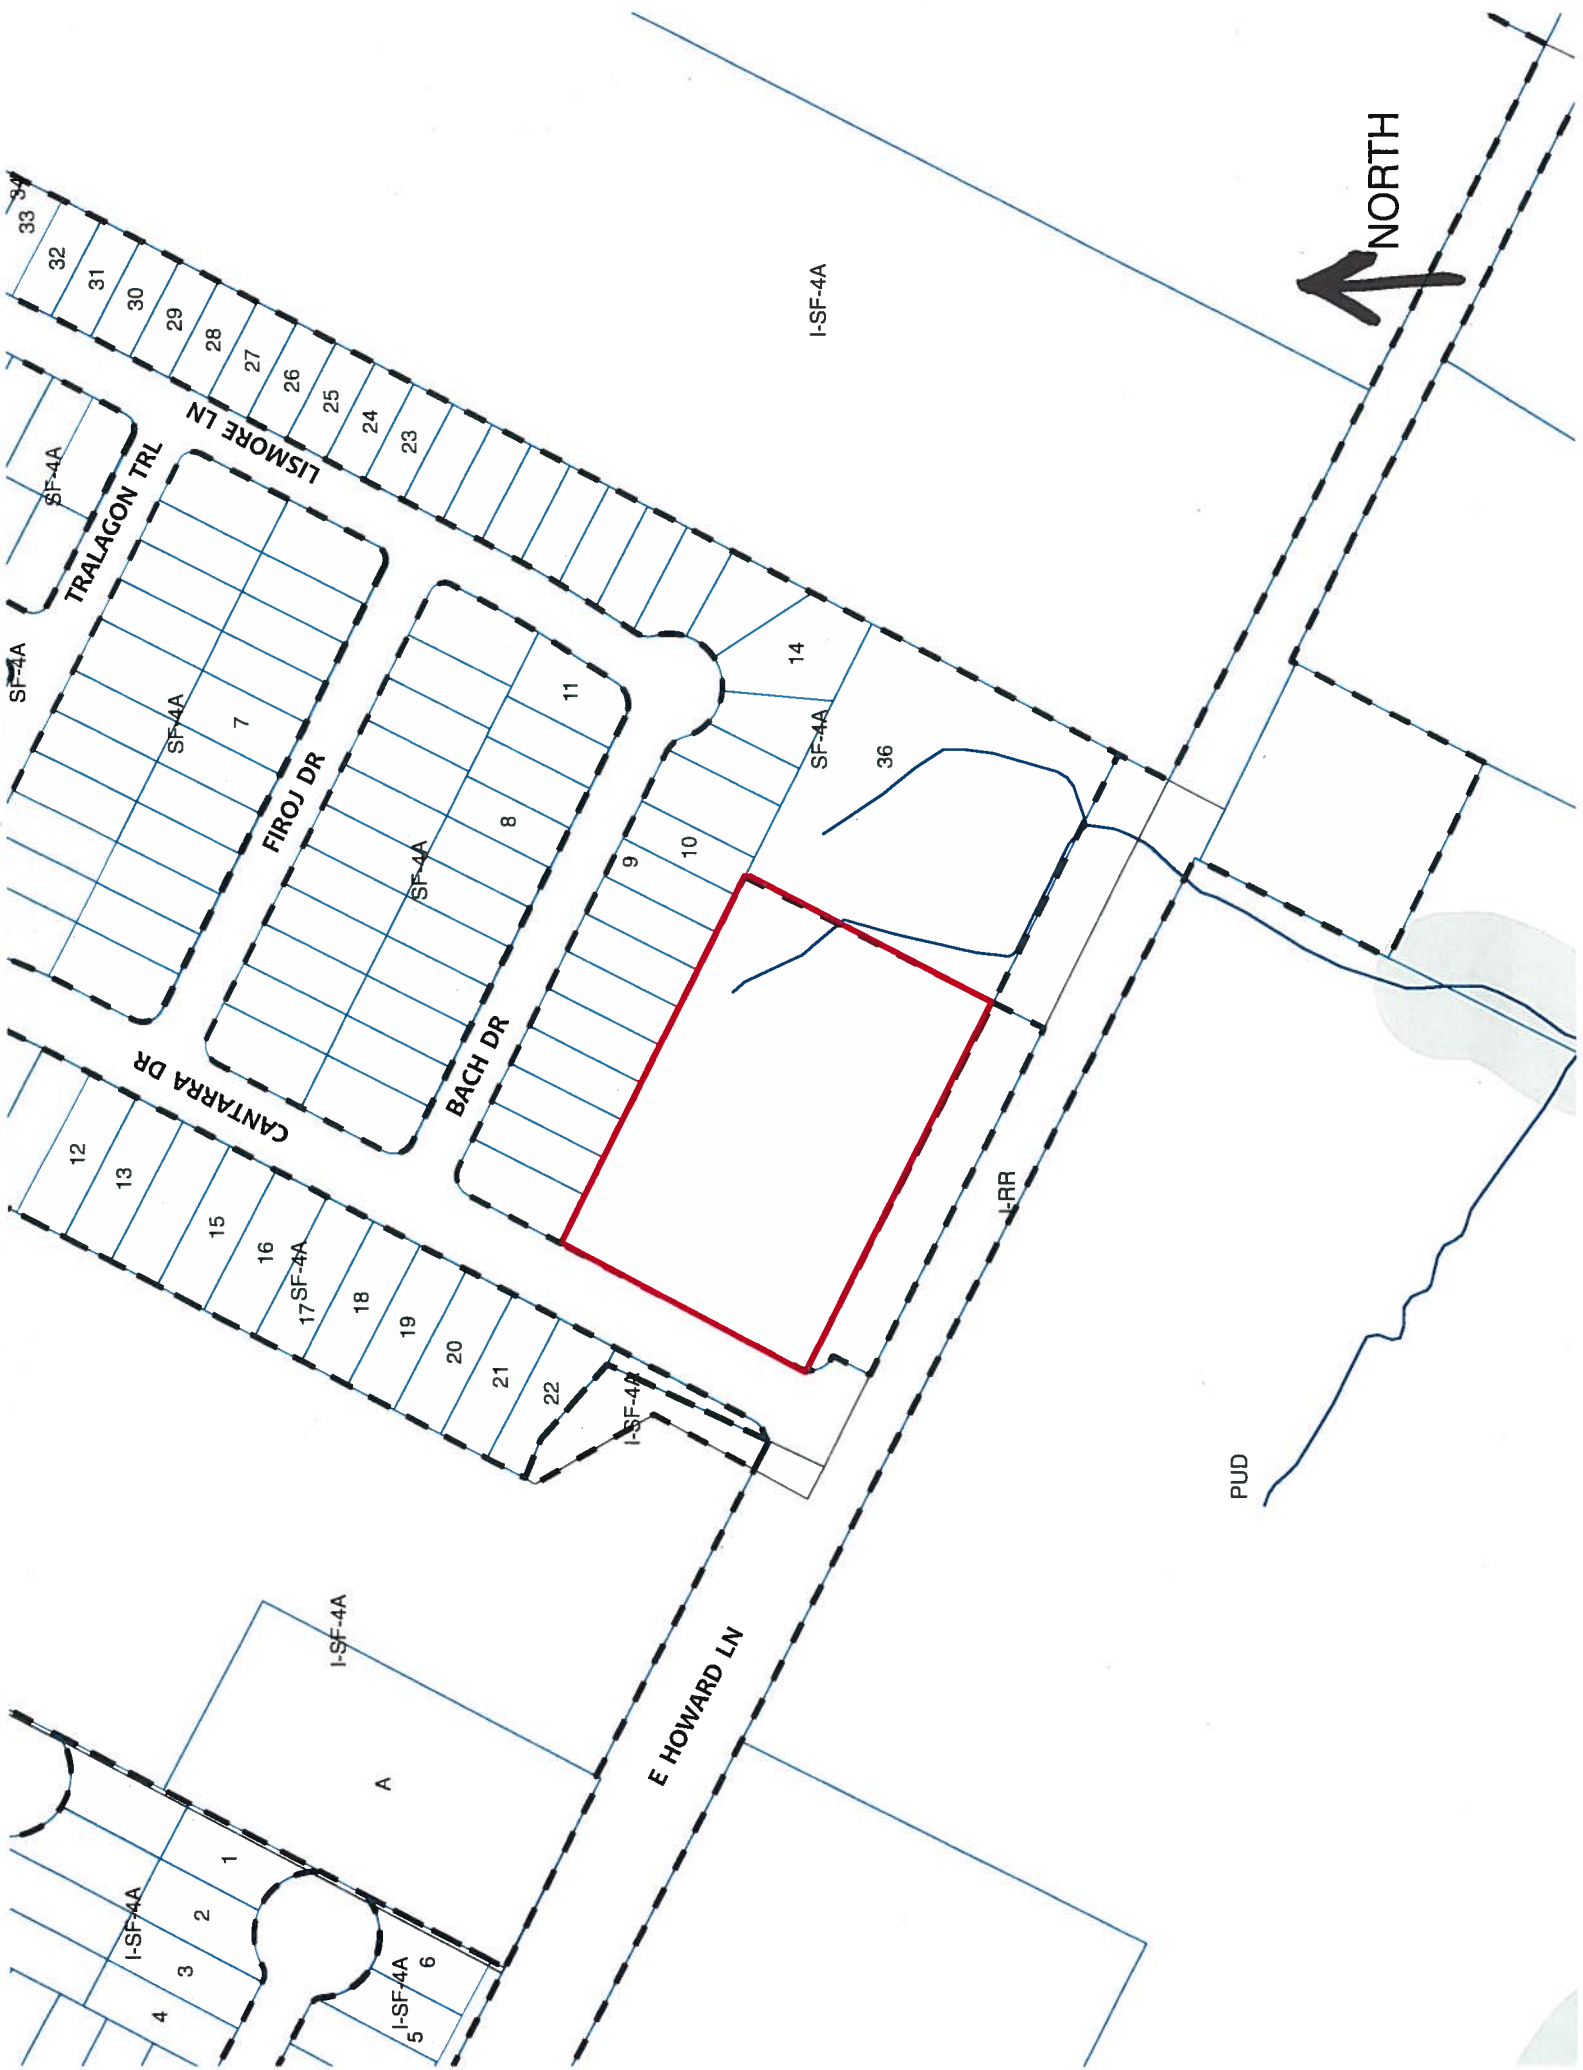 34
33
32
31
30
29
28
27
26
25
24
23
LISMORE LN
SF-4A
TRALAGON TRL
SF-4A
SF-4A
7
FIROJ DR
SF-4A
8
11
14
SF-4A
36
9
10
BACH DR
CANTARRA DR
12
13
15
16
SF-4A
17
18
19
20
21
22
I-SF-4A
I-SF-4A
NORTH
I-RR
PUD
E HOWARD LN
I-SF-4A
A
1
2
I-SF-4A
3
4
I-SF-4A
6
5